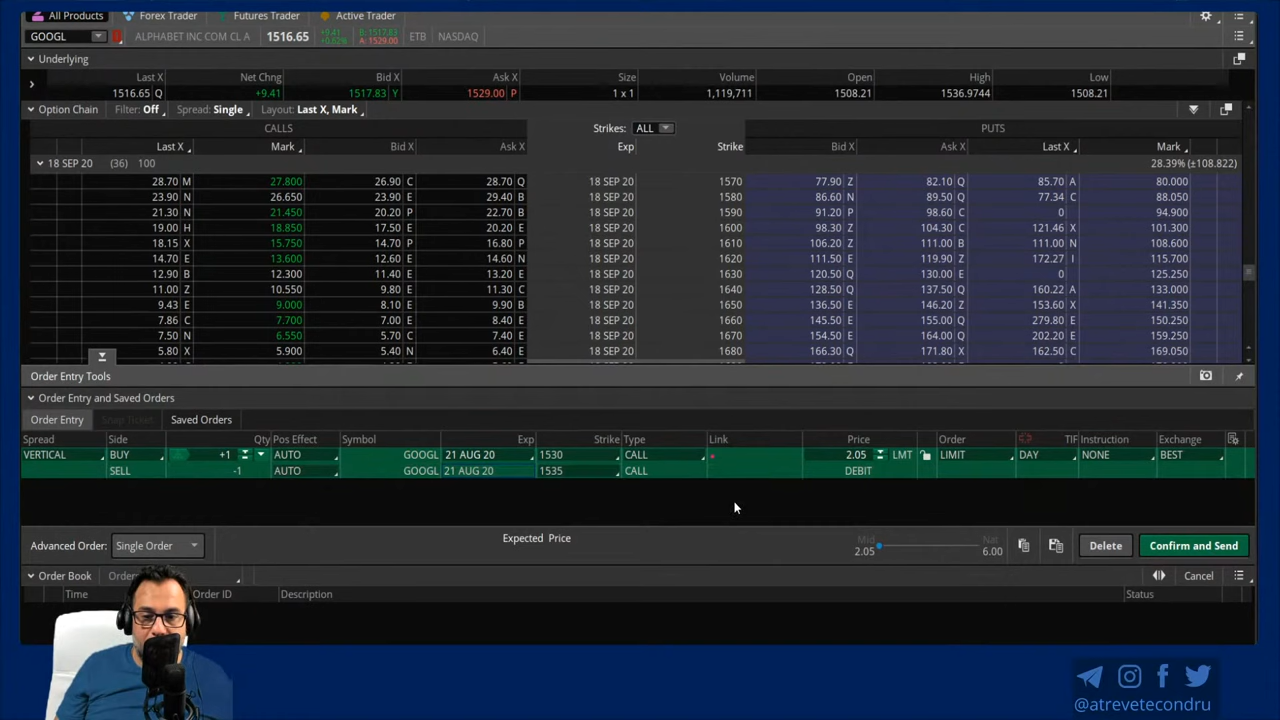 All Products Forex Trader Futures Trader Active Trader
GOOGL ALPHABET INC COM CL A 1516.65 +9.41 +0.62% B: 1517.83 A: 1529.00 ETB NASDAQ
Underlying
Last X Net Chng Bid X Ask X Size Volume Open High Low
1516.65 Q +9.41 1517.83 Y 1529.00 P 1 x 1 1,119,711 1508.21 1536.9744 1508.21
Option Chain Filter: Off Spread: Single Layout: Last X, Mark
CALLS Strikes: ALL PUTS
Last X Mark Bid X Ask X Exp Strike Bid X Ask X Last X Mark
18 SEP 20 (36) 100 28.39% (±108.822)
28.70 M 27.800 26.90 C 28.70 Q 18 SEP 20 1570 77.90 Z 82.10 Q 85.70 A 80.000
23.90 N 26.650 23.90 E 29.40 B 18 SEP 20 1580 86.60 N 89.50 Q 77.34 C 88.050
21.30 N 21.450 20.20 P 22.70 B 18 SEP 20 1590 91.20 P 98.60 C 0 94.900
19.00 H 18.850 17.50 E 20.20 E 18 SEP 20 1600 98.30 Z 104.30 C 121.46 X 101.300
18.15 X 15.750 14.70 P 16.80 P 18 SEP 20 1610 106.20 Z 111.00 B 111.00 N 108.600
14.70 E 13.600 12.60 E 14.60 N 18 SEP 20 1620 111.50 E 119.90 Z 172.27 I 115.700
12.90 B 12.300 11.40 E 13.20 E 18 SEP 20 1630 120.50 Q 130.00 E 0 125.250
11.00 Z 10.550 9.80 E 11.30 C 18 SEP 20 1640 128.50 Q 137.50 Q 160.22 A 133.000
9.43 E 9.000 8.10 E 9.90 B 18 SEP 20 1650 136.50 E 146.20 Z 153.60 X 141.350
7.86 C 7.700 7.00 E 8.40 E 18 SEP 20 1660 145.50 E 155.00 Q 279.80 E 150.250
7.50 N 6.550 5.70 C 7.40 E 18 SEP 20 1670 154.50 E 164.00 Q 202.20 E 159.250
5.80 X 5.900 5.40 N 6.40 E 18 SEP 20 1680 166.30 Q 171.80 X 162.50 C 169.050
Order Entry Tools
Order Entry and Saved Orders
Order Entry Saved Orders
Spread Side Qty Pos Effect Symbol Exp Strike Type Link Price Order TIF Instruction Exchange
VERTICAL BUY +1 AUTO GOOGL 21 AUG 20 1530 CALL 2.05 LMT LIMIT DAY NONE BEST
SELL -1 AUTO GOOGL 21 AUG 20 1535 CALL DEBIT
Advanced Order: Single Order Expected Price Mid 2.05 Nat 6.00 Delete Confirm and Send
Order Book Cancel
Time Order ID Description Status
@atrevetecondru